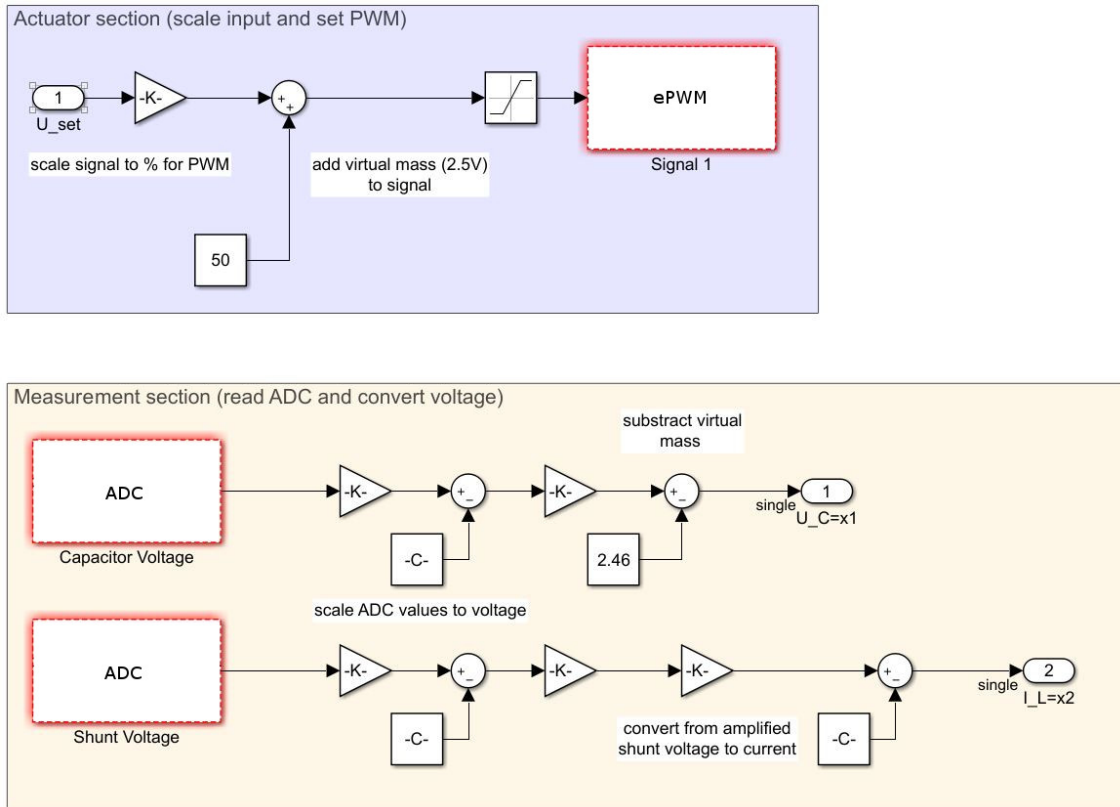 Actuator section (scale input and set PWM)
1
-K-
+
+
ePWM
U_set
Signal 1
scale signal to % for PWM
add virtual mass (2.5V)
to signal
50
Measurement section (read ADC and convert voltage)
substract virtual
mass
ADC
-K-
+
-
-K-
+
-
1
single
U_C=x1
Capacitor Voltage
-C-
2.46
scale ADC values to voltage
ADC
-K-
+
-
-K-
-K-
+
-
2
single
I_L=x2
Shunt Voltage
-C-
convert from amplified
shunt voltage to current
-C-